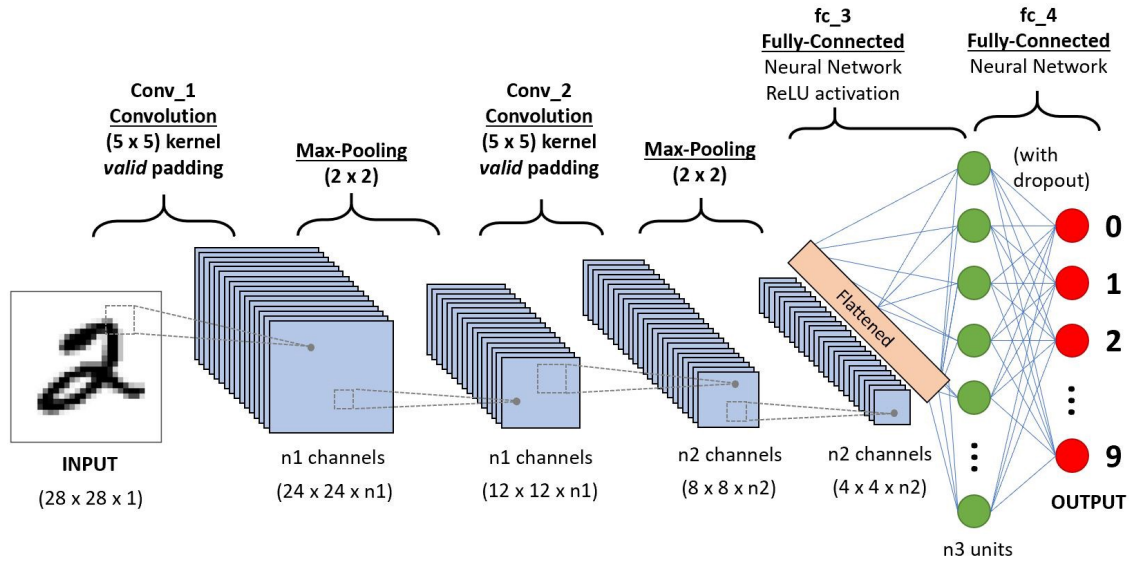 fc_3
Fully-Connected
Neural Network
ReLU activation
fc_4
Fully-Connected
Neural Network
Conv_1
Convolution
(5 x 5) kernel
valid padding
Max-Pooling
(2 x 2)
Conv_2
Convolution
(5 x 5) kernel
valid padding
Max-Pooling
(2 x 2)
(with
dropout)
Flattened
0
1
2
9
INPUT
(28 x 28 x 1)
n1 channels
(24 x 24 x n1)
n1 channels
(12 x 12 x n1)
n2 channels
(8 x 8 x n2)
n2 channels
(4 x 4 x n2)
OUTPUT
n3 units
2